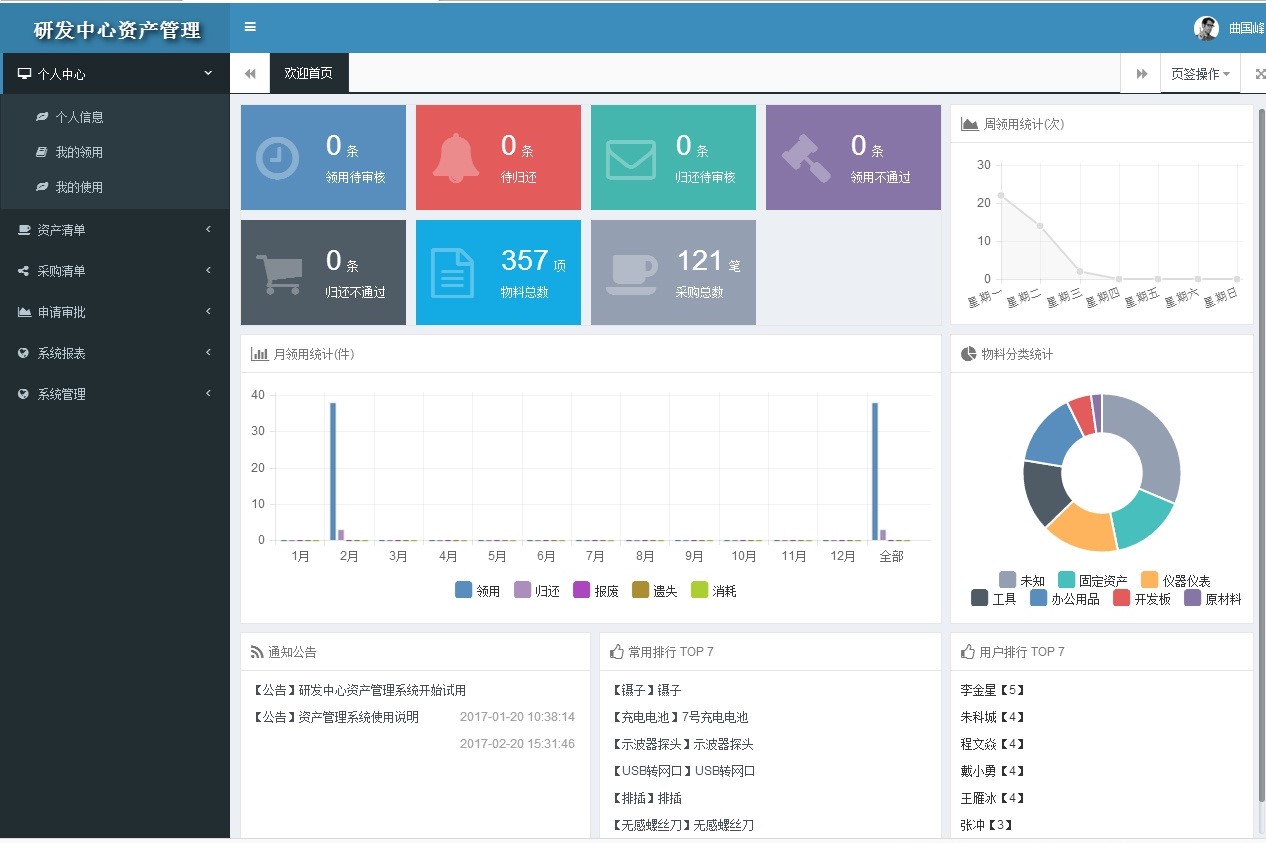 研发中心资产管理
曲国峰
个人中心
欢迎首页
页签操作
个人信息
我的领用
我的使用
资产清单
采购清单
申请审批
系统报表
系统管理
0 条
领用待审核
0 条
待归还
0 条
归还待审核
0 条
领用不通过
0 条
归还不通过
357 项
物料总数
121 笔
采购总数
周领用统计(次)
30
20
10
0
星期一 星期二 星期三 星期四 星期五 星期六 星期日
月领用统计(件)
40
30
20
10
0
1月 2月 3月 4月 5月 6月 7月 8月 9月 10月 11月 12月 全部
领用 归还 报废 遗失 消耗
物料分类统计
未知 固定资产 仪器仪表
工具 办公用品 开发板 原材料
通知公告
【公告】研发中心资产管理系统开始试用
【公告】资产管理系统使用说明 2017-01-20 10:38:14
2017-02-20 15:31:46
常用排行 TOP 7
【镊子】镊子
【充电电池】7号充电电池
【示波器探头】示波器探头
【USB转网口】USB转网口
【排插】排插
【无感螺丝刀】无感螺丝刀
用户排行 TOP 7
李金星【5】
朱科城【4】
程文焱【4】
戴小勇【4】
王雁冰【4】
张冲【3】